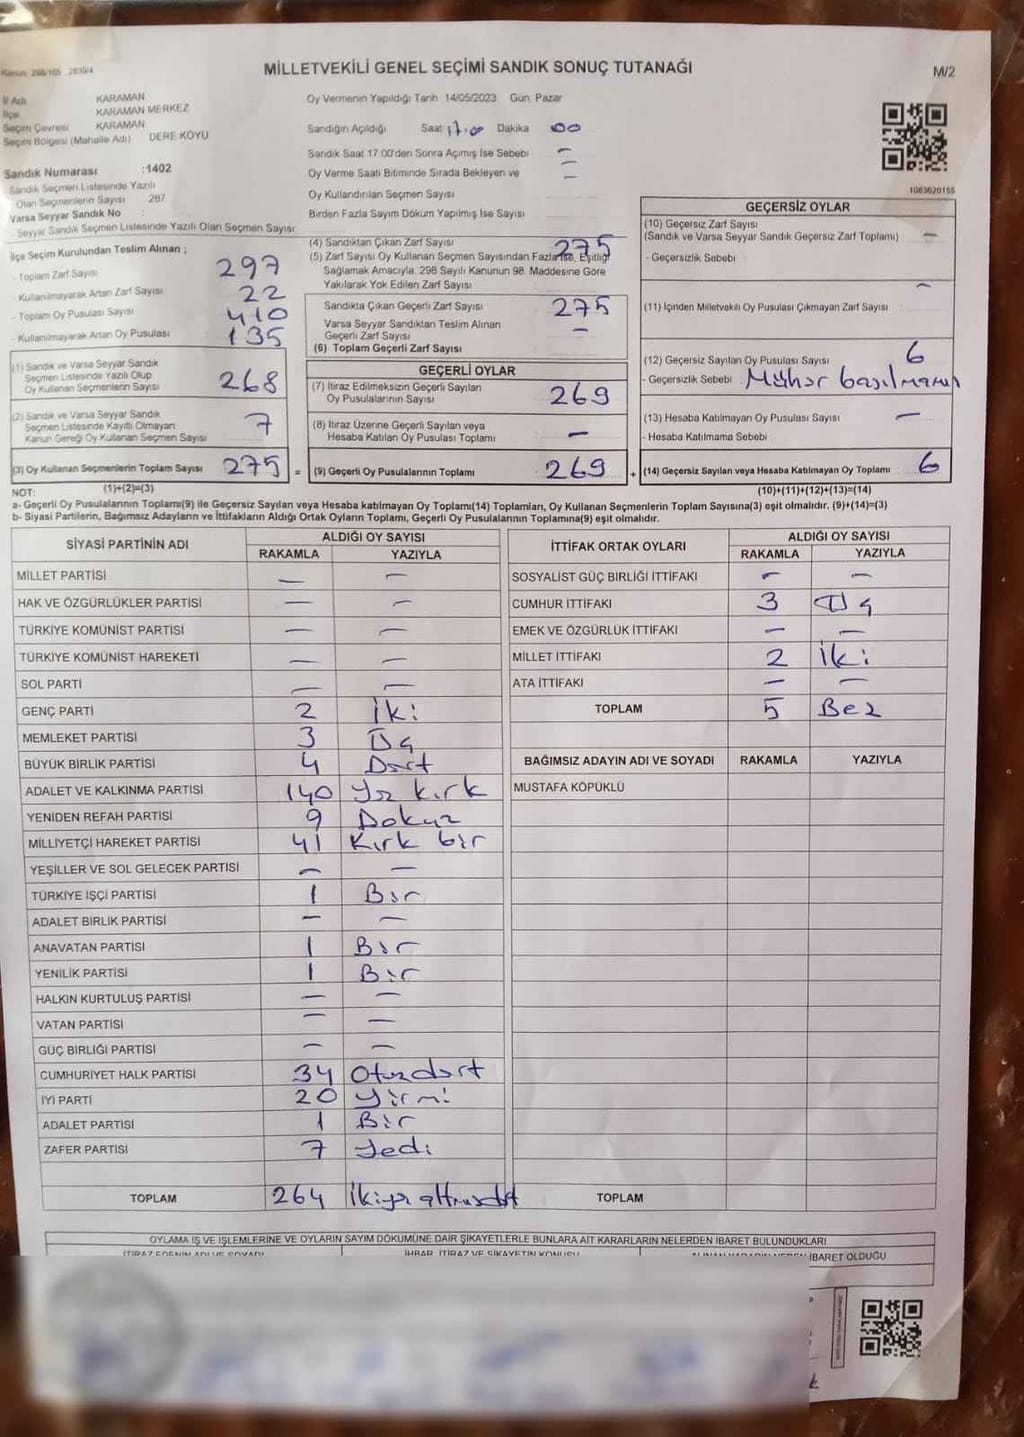 Kanun: 298/105 2839/4
MİLLETVEKİLİ GENEL SEÇİMİ SANDIK SONUÇ TUTANAĞI
M/2
İl Adı KARAMAN
İlçe KARAMAN MERKEZ
Seçim Çevresi KARAMAN
Seçim Bölgesi (Mahalle Adı) DERE KÖYÜ
Sandık Numarası :1402
Sandık Seçmen Listesinde Yazılı
Olan Seçmenlerin Sayısı 287
Varsa Seyyar Sandık No :
Seyyar Sandık Seçmen Listesinde Yazılı Olan Seçmen Sayısı
Oy Vermenin Yapıldığı Tarih 14/05/2023 Gün Pazar
Sandığın Açıldığı Saat 17.00 Dakika 00
Sandık Saat 17.00'den Sonra Açılmış İse Sebebi –
Oy Verme Saati Bitiminde Sırada Bekleyen ve –
Oy Kullandırılan Seçmen Sayısı
Birden Fazla Sayım Döküm Yapılmış İse Sayısı
1083620155
İlçe Seçim Kurulundan Teslim Alınan ;
- Toplam Zarf Sayısı 297
- Kullanılmayarak Artan Zarf Sayısı 22
- Toplam Oy Pusulası Sayısı 410
- Kullanılmayarak Artan Oy Pusulası 135
(1) Sandık ve Varsa Seyyar Sandık
Seçmen Listesinde Yazılı Olup
Oy Kullanan Seçmenlerin Sayısı 268
(2) Sandık ve Varsa Seyyar Sandık
Seçmen Listesinde Kayıtlı Olmayan
Kanun Gereği Oy Kullanan Seçmen Sayısı 7
(3) Oy Kullanan Seçmenlerin Toplam Sayısı 275 =
(1)+(2)=(3)
(4) Sandıktan Çıkan Zarf Sayısı 275
(5) Zarf Sayısı Oy Kullanan Seçmen Sayısından Fazla ise, Eşitliği
Sağlamak Amacıyla, 298 Sayılı Kanunun 98. Maddesine Göre
Yakılarak Yok Edilen Zarf Sayısı
Sandıkta Çıkan Geçerli Zarf Sayısı 275
Varsa Seyyar Sandıktan Teslim Alınan
Geçerli Zarf Sayısı –
(6) Toplam Geçerli Zarf Sayısı
GEÇERLİ OYLAR
(7) İtiraz Edilmeksizin Geçerli Sayılan
Oy Pusulalarının Sayısı 269
(8) İtiraz Üzerine Geçerli Sayılan veya
Hesaba Katılan Oy Pusulası Toplamı –
(9) Geçerli Oy Pusulalarının Toplamı 269 +
GEÇERSİZ OYLAR
(10) Geçersiz Zarf Sayısı
(Sandık ve Varsa Seyyar Sandık Geçersiz Zarf Toplamı) –
- Geçersizlik Sebebi
(11) İçinden Milletvekili Oy Pusulası Çıkmayan Zarf Sayısı –
(12) Geçersiz Sayılan Oy Pusulası Sayısı 6
- Geçersizlik Sebebi Mühür basılmamış
(13) Hesaba Katılmayan Oy Pusulası Sayısı –
- Hesaba Katılmama Sebebi
(14) Geçersiz Sayılan veya Hesaba Katılmayan Oy Toplamı 6
(10)+(11)+(12)+(13)=(14)
NOT:
a- Geçerli Oy Pusulalarının Toplamı(9) ile Geçersiz Sayılan veya Hesaba katılmayan Oy Toplamı(14) Toplamları, Oy Kullanan Seçmenlerin Toplam Sayısına(3) eşit olmalıdır. (9)+(14)=(3)
b- Siyasi Partilerin, Bağımsız Adayların ve İttifakların Aldığı Ortak Oyların Toplamı, Geçerli Oy Pusulalarının Toplamına(9) eşit olmalıdır.
SİYASİ PARTİNİN ADI ALDIĞI OY SAYISI
RAKAMLA YAZIYLA
MİLLET PARTİSİ – –
HAK VE ÖZGÜRLÜKLER PARTİSİ – –
TÜRKİYE KOMÜNİST PARTİSİ – –
TÜRKİYE KOMÜNİST HAREKETİ – –
SOL PARTİ – –
GENÇ PARTİ 2 İki
MEMLEKET PARTİSİ 3 Üç
BÜYÜK BİRLİK PARTİSİ 4 Dört
ADALET VE KALKINMA PARTİSİ 140 Yüz kırk
YENİDEN REFAH PARTİSİ 9 Dokuz
MİLLİYETÇİ HAREKET PARTİSİ 41 Kırk bir
YEŞİLLER VE SOL GELECEK PARTİSİ – –
TÜRKİYE İŞÇİ PARTİSİ 1 Bir
ADALET BİRLİK PARTİSİ – –
ANAVATAN PARTİSİ 1 Bir
YENİLİK PARTİSİ 1 Bir
HALKIN KURTULUŞ PARTİSİ – –
VATAN PARTİSİ – –
GÜÇ BİRLİĞİ PARTİSİ – –
CUMHURİYET HALK PARTİSİ 34 Otuzdört
İYİ PARTİ 20 Yirmi
ADALET PARTİSİ 1 Bir
ZAFER PARTİSİ 7 Yedi
TOPLAM 264 İkiyüz altmışdört
İTTİFAK ORTAK OYLARI ALDIĞI OY SAYISI
RAKAMLA YAZIYLA
SOSYALİST GÜÇ BİRLİĞİ İTTİFAKI – –
CUMHUR İTTİFAKI 3 Üç
EMEK VE ÖZGÜRLÜK İTTİFAKI – –
MİLLET İTTİFAKI 2 İki
ATA İTTİFAKI – –
TOPLAM 5 Beş
BAĞIMSIZ ADAYIN ADI VE SOYADI RAKAMLA YAZIYLA
MUSTAFA KÖPÜKLÜ
TOPLAM
OYLAMA İŞ VE İŞLEMLERİNE VE OYLARIN SAYIM DÖKÜMÜNE DAİR ŞİKAYETLERLE BUNLARA AİT KARARLARIN NELERDEN İBARET BULUNDUKLARI
İTİRAZ EDENİN ADI VE SOYADI İHBAR, İTİRAZ VE ŞİKAYETİN KONUSU İBARET OLDUĞU